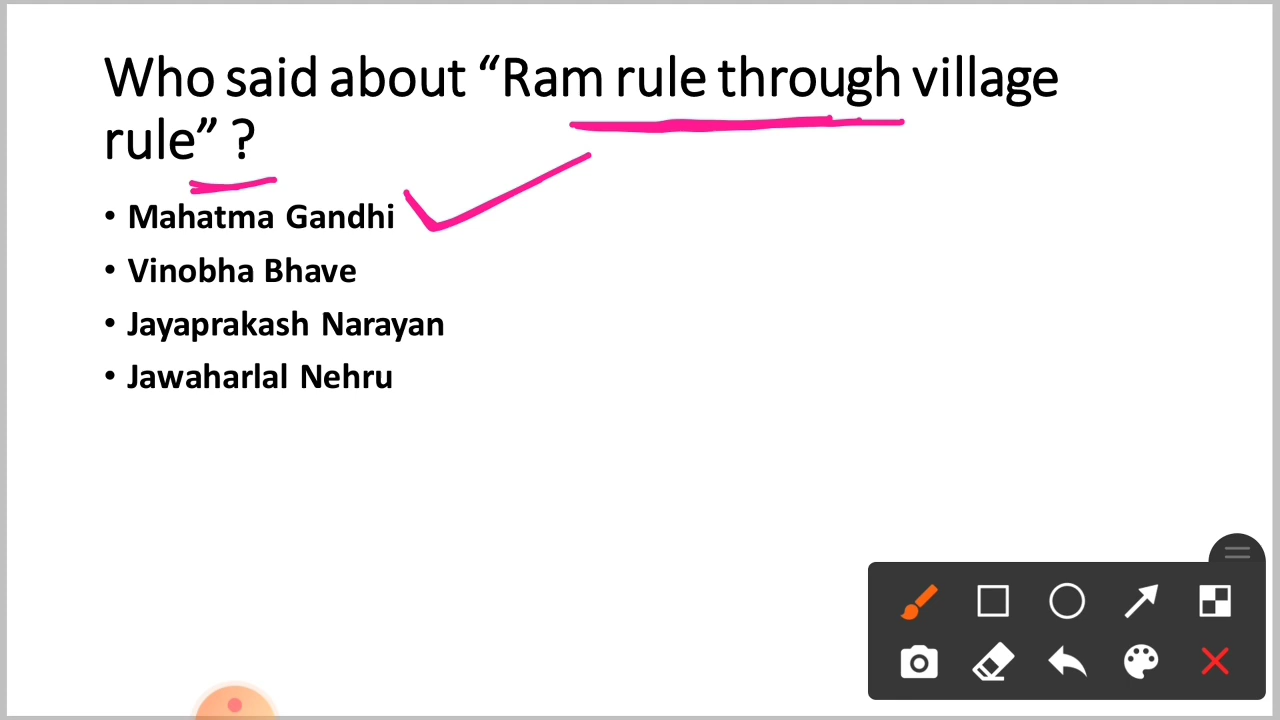 Who said about “Ram rule through village
rule” ?
• Mahatma Gandhi
• Vinobha Bhave
• Jayaprakash Narayan
• Jawaharlal Nehru